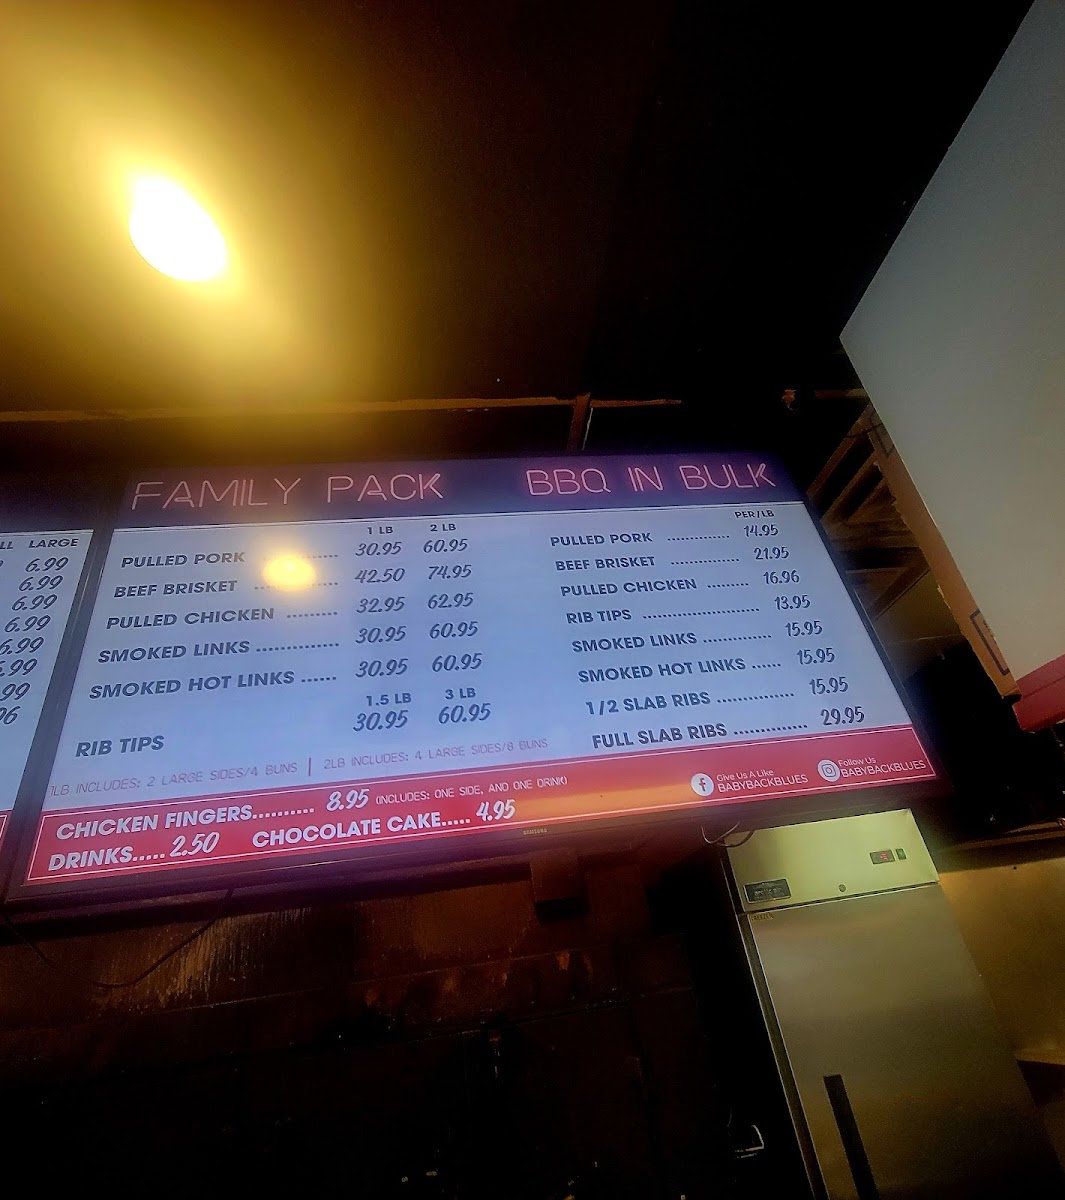 LARGE
6.99
6.99
6.99
6.99
6.99
FAMILY PACK
1 LB 2 LB
PULLED PORK ............ 30.95 60.95
BEEF BRISKET ............ 42.50 74.95
PULLED CHICKEN ........ 32.95 62.95
SMOKED LINKS ............. 30.95 60.95
SMOKED HOT LINKS ...... 30.95 60.95
1.5 LB 3 LB
RIB TIPS 30.95 60.95
1LB INCLUDES: 2 LARGE SIDES/4 BUNS | 2LB INCLUDES: 4 LARGE SIDES/8 BUNS
BBQ IN BULK
PER/LB
PULLED PORK .............. 14.95
BEEF BRISKET ............... 21.95
PULLED CHICKEN ......... 16.96
RIB TIPS ......................... 13.95
SMOKED LINKS .............. 15.95
SMOKED HOT LINKS ...... 15.95
1/2 SLAB RIBS .............. 15.95
FULL SLAB RIBS .............. 29.95
CHICKEN FINGERS.......... 8.95 (INCLUDES: ONE SIDE, AND ONE DRINK)
DRINKS..... 2.50 CHOCOLATE CAKE..... 4.95
Give Us A Like
BABYBACKBLUES
Follow Us
BABYBACKBLUES
SAMSUNG